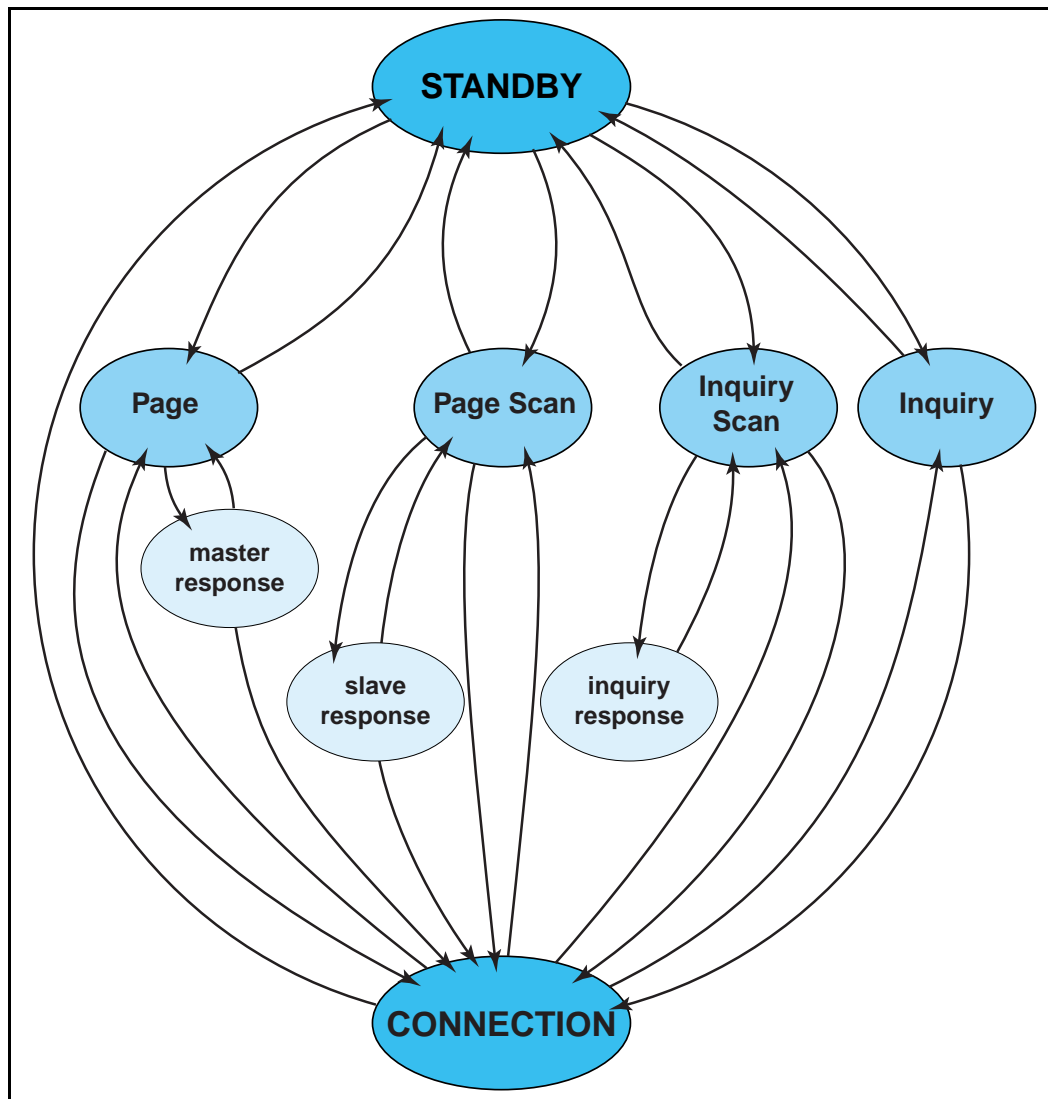 STANDBY
Page
Page Scan
Inquiry
Scan
Inquiry
master
response
slave
response
inquiry
response
CONNECTION